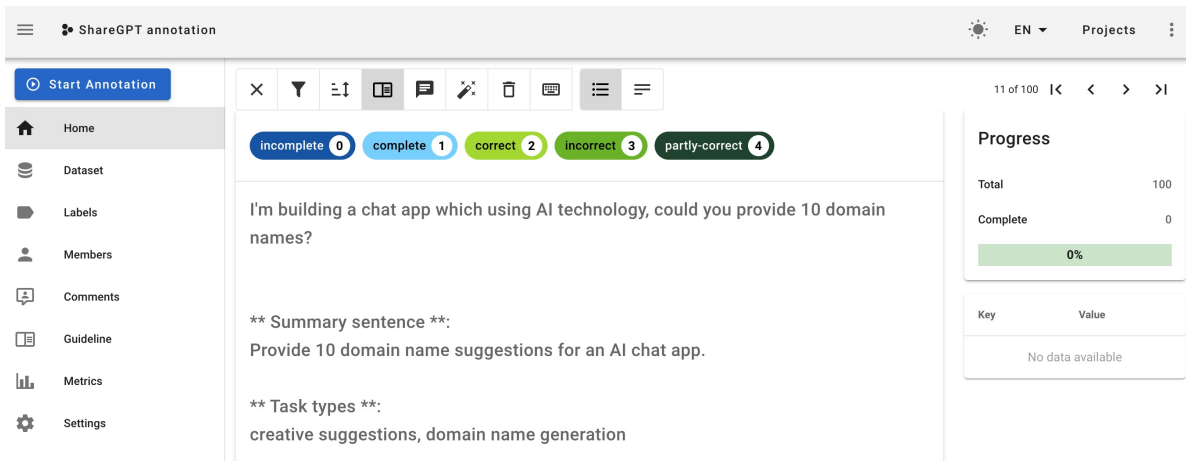 ShareGPT annotation
EN
Projects
Start Annotation
11 of 100
Home
Dataset
Labels
Members
Comments
Guideline
Metrics
Settings
incomplete 0
complete 1
correct 2
incorrect 3
partly-correct 4
I'm building a chat app which using AI technology, could you provide 10 domain
names?
** Summary sentence **:
Provide 10 domain name suggestions for an AI chat app.
** Task types **:
creative suggestions, domain name generation
Progress
Total 100
Complete 0
0%
Key Value
No data available